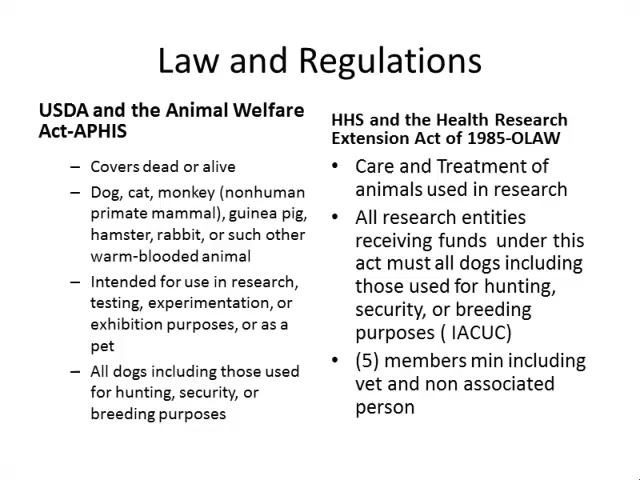 Law and Regulations
USDA and the Animal Welfare
Act-APHIS
– Covers dead or alive
– Dog, cat, monkey (nonhuman
primate mammal), guinea pig,
hamster, rabbit, or such other
warm-blooded animal
– Intended for use in research,
testing, experimentation, or
exhibition purposes, or as a
pet
– All dogs including those used
for hunting, security, or
breeding purposes
HHS and the Health Research
Extension Act of 1985-OLAW
• Care and Treatment of
animals used in research
• All research entities
receiving funds under this
act must all dogs including
those used for hunting,
security, or breeding
purposes ( IACUC)
• (5) members min including
vet and non associated
person